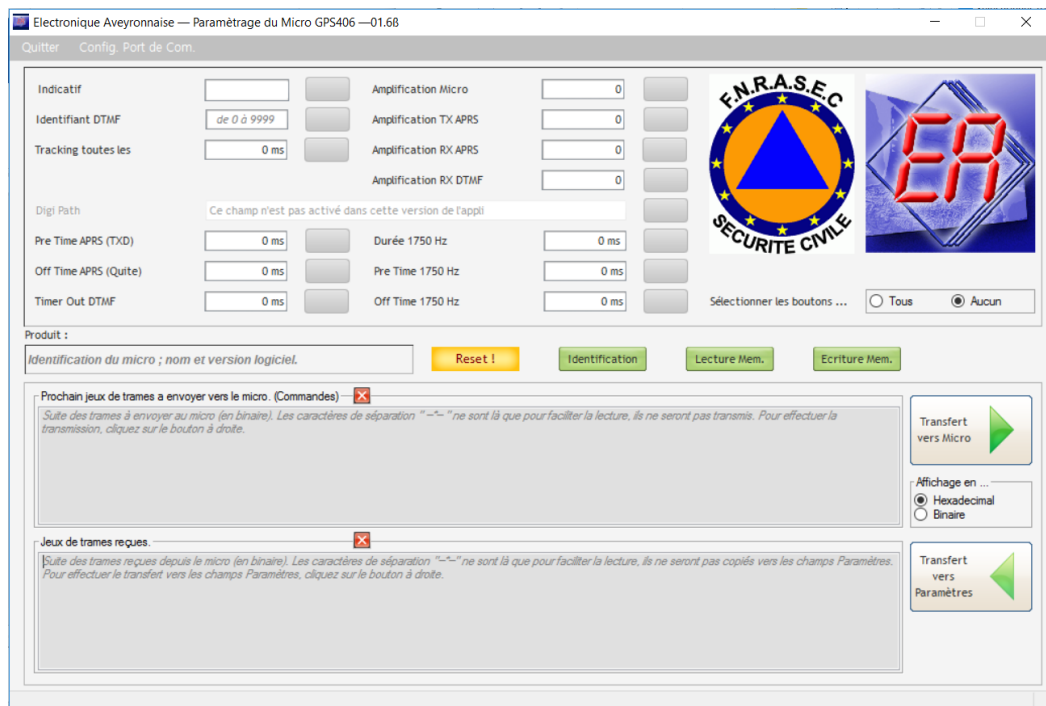 Electronique Aveyronnaise — Paramètrage du Micro GPS406 —01.6ß
Quitter Config. Port de Com.
Indicatif
Amplification Micro 0
Identifiant DTMF de 0 à 9999
Amplification TX APRS 0
Tracking toutes les 0 ms
Amplification RX APRS 0
Amplification RX DTMF 0
Digi Path Ce champ n'est pas activé dans cette version de l'appli
Pre Time APRS (TXD) 0 ms
Durée 1750 Hz 0 ms
Off Time APRS (Quite) 0 ms
Pre Time 1750 Hz 0 ms
Timer Out DTMF 0 ms
Off Time 1750 Hz 0 ms
F.N.R.A.S.E.C
SECURITE CIVILE
EA
Sélectionner les boutons ... Tous Aucun
Produit :
Identification du micro ; nom et version logiciel.
Reset !
Identification
Lecture Mem.
Ecriture Mem.
Prochain jeux de trames a envoyer vers le micro. (Commandes)
Suite des trames à envoyer au micro (en binaire). Les caractères de séparation " –*– " ne sont là que pour faciliter la lecture, ils ne seront pas transmis. Pour effectuer la
transmission, cliquez sur le bouton à droite.
Transfert
vers Micro
Affichage en ...
Hexadecimal
Binaire
Jeux de trames reçues.
Suite des trames reçues depuis le micro (en binaire). Les caractères de séparation "–*–" ne sont là que pour faciliter la lecture, ils ne seront pas copiés vers les champs Paramètres.
Pour effectuer le transfert vers les champs Paramètres, cliquez sur le bouton à droite.
Transfert
vers
Paramètres